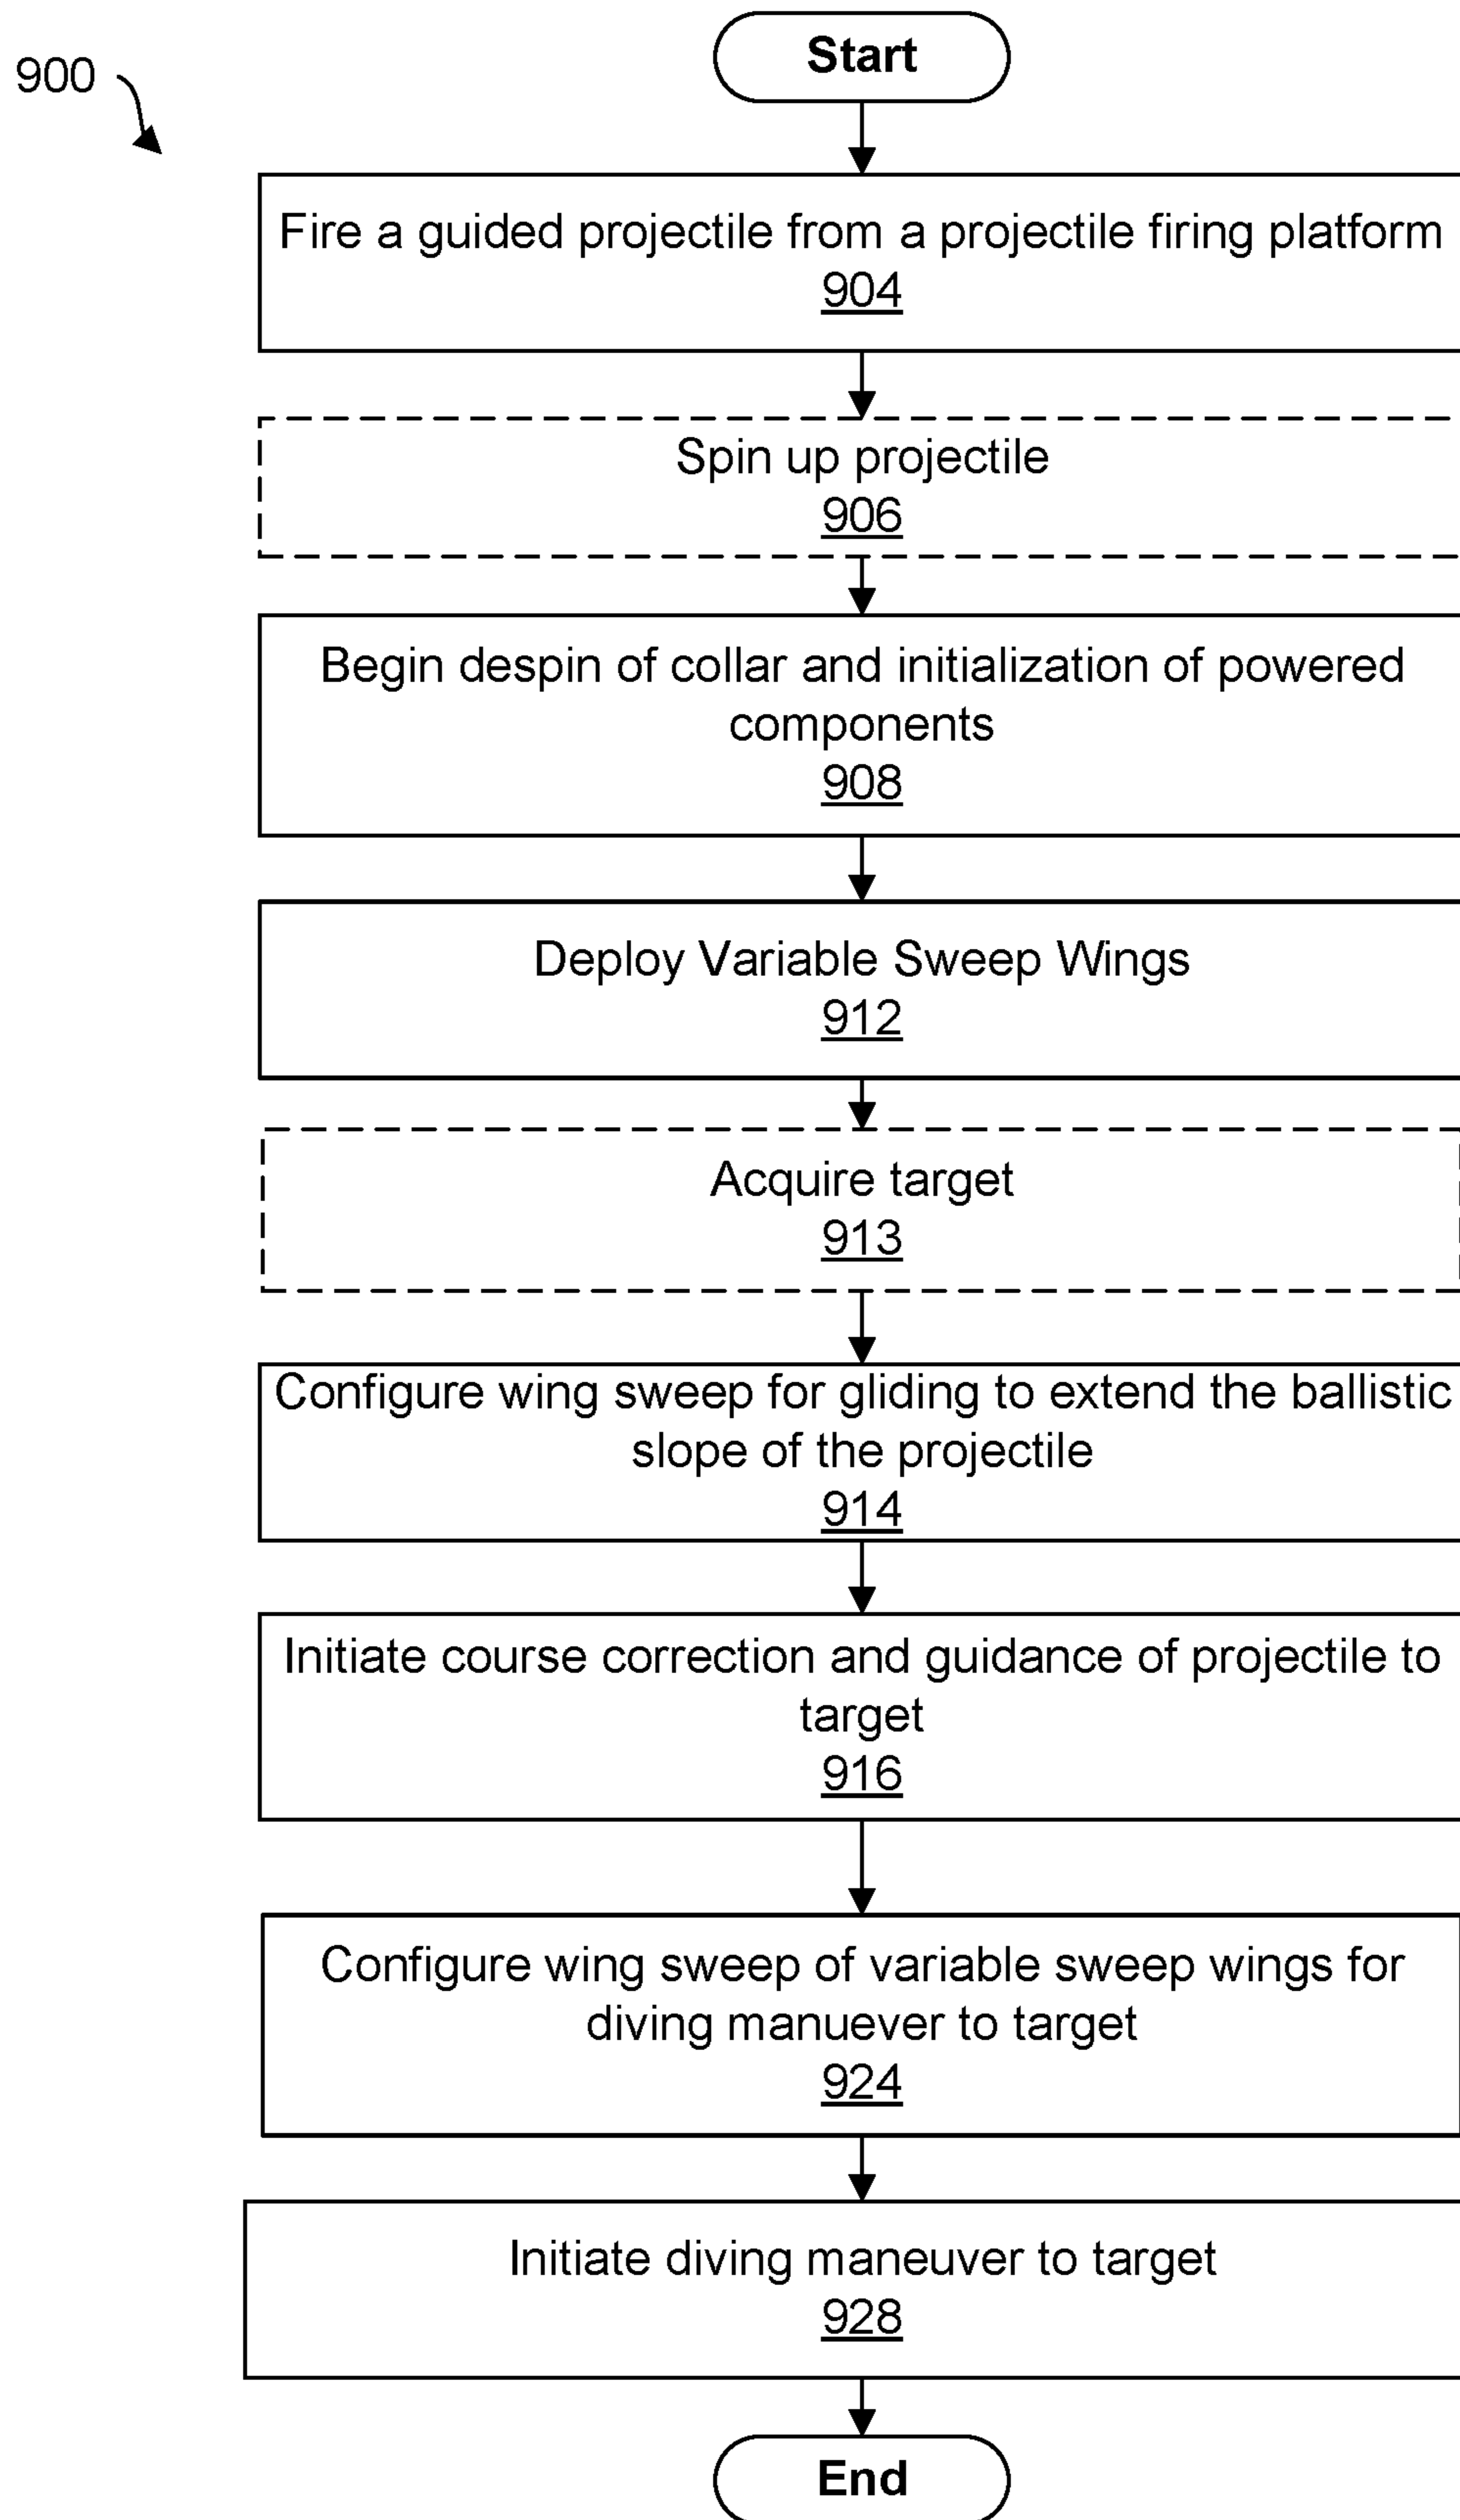 Start
900
Fire a guided projectile from a projectile firing platform
904
Spin up projectile
906
Begin despin of collar and initialization of powered
components
908
Deploy Variable Sweep Wings
912
Acquire target
913
Configure wing sweep for gliding to extend the ballistic
slope of the projectile
914
Initiate course correction and guidance of projectile to
target
916
Configure wing sweep of variable sweep wings for
diving manuever to target
924
Initiate diving maneuver to target
928
End